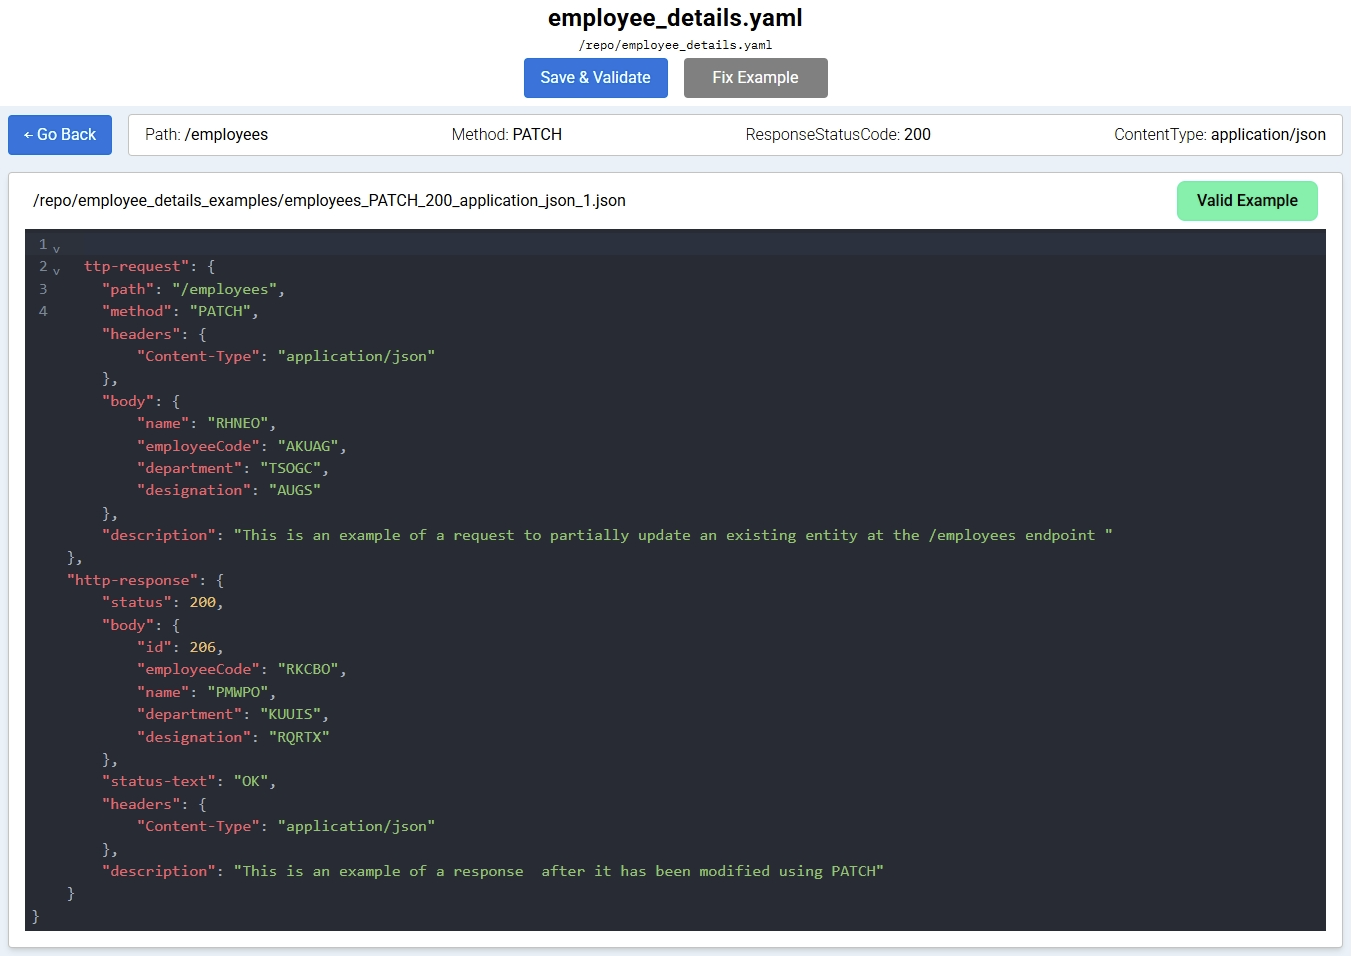 employee_details.yaml
/repo/employee_details.yaml
Save & Validate Fix Example
← Go Back Path: /employees Method: PATCH ResponseStatusCode: 200 ContentType: application/json
/repo/employee_details_examples/employees_PATCH_200_application_json_1.json Valid Example
1
2 ttp-request": {
3 "path": "/employees",
4 "method": "PATCH",
"headers": {
"Content-Type": "application/json"
},
"body": {
"name": "RHNEO",
"employeeCode": "AKUAG",
"department": "TSOGC",
"designation": "AUGS"
},
"description": "This is an example of a request to partially update an existing entity at the /employees endpoint "
},
"http-response": {
"status": 200,
"body": {
"id": 206,
"employeeCode": "RKCBO",
"name": "PMWPO",
"department": "KUUIS",
"designation": "RQRTX"
},
"status-text": "OK",
"headers": {
"Content-Type": "application/json"
},
"description": "This is an example of a response  after it has been modified using PATCH"
}
}